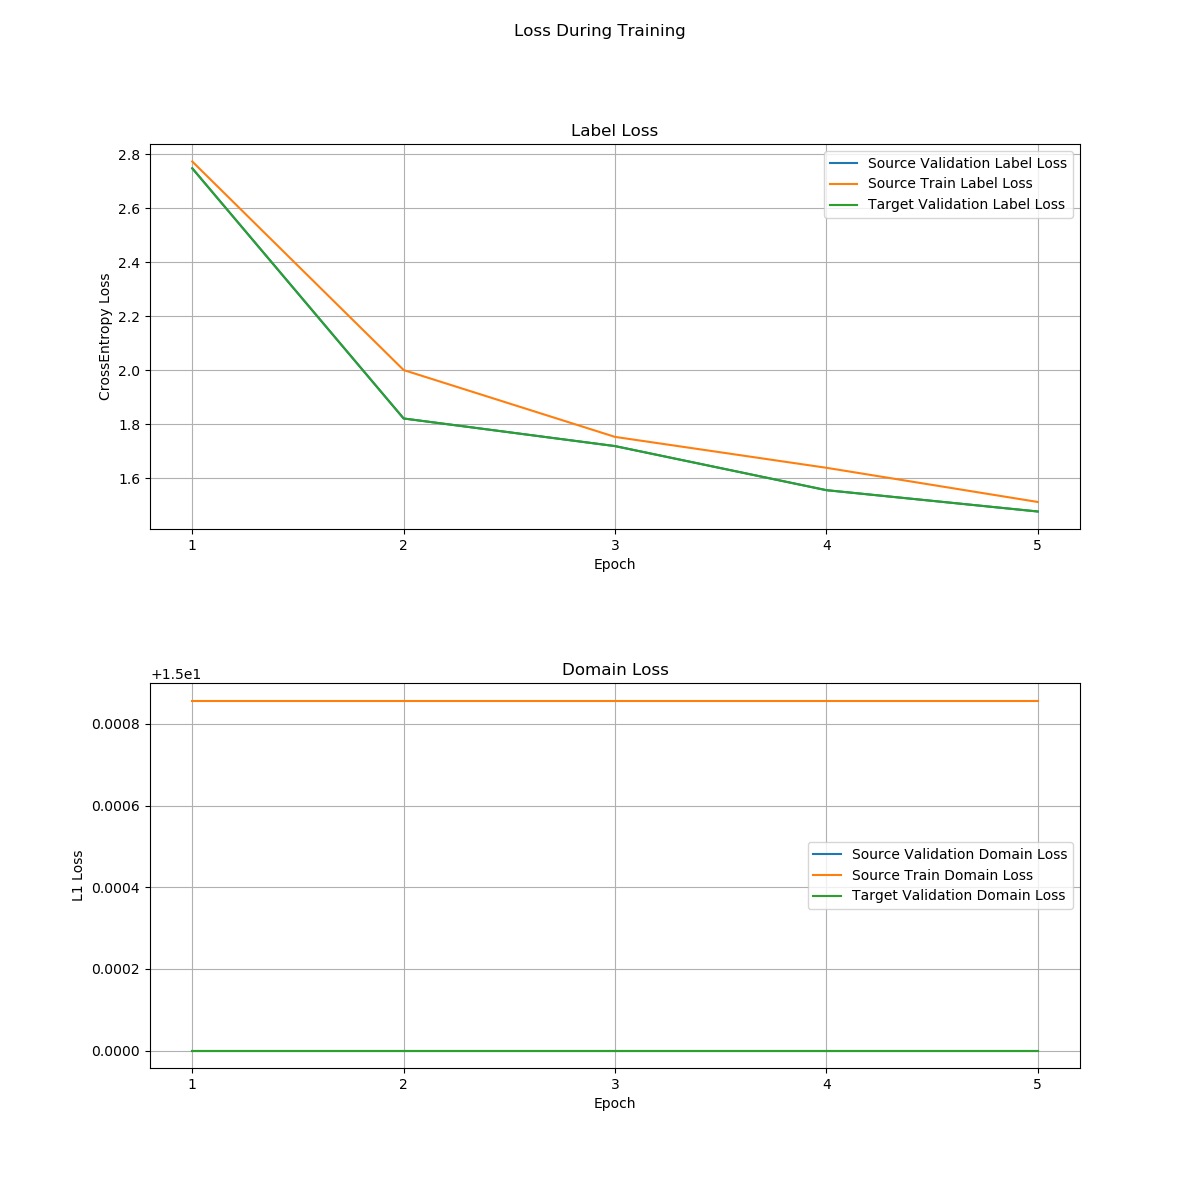 Loss During Training
Label Loss
2.8
2.6
2.4
2.2
2.0
1.8
1.6
CrossEntropy Loss
Source Validation Label Loss
Source Train Label Loss
Target Validation Label Loss
1 2 3 4 5
Epoch
Domain Loss
+1.5e1
0.0008
0.0006
0.0004
0.0002
0.0000
L1 Loss
Source Validation Domain Loss
Source Train Domain Loss
Target Validation Domain Loss
1 2 3 4 5
Epoch